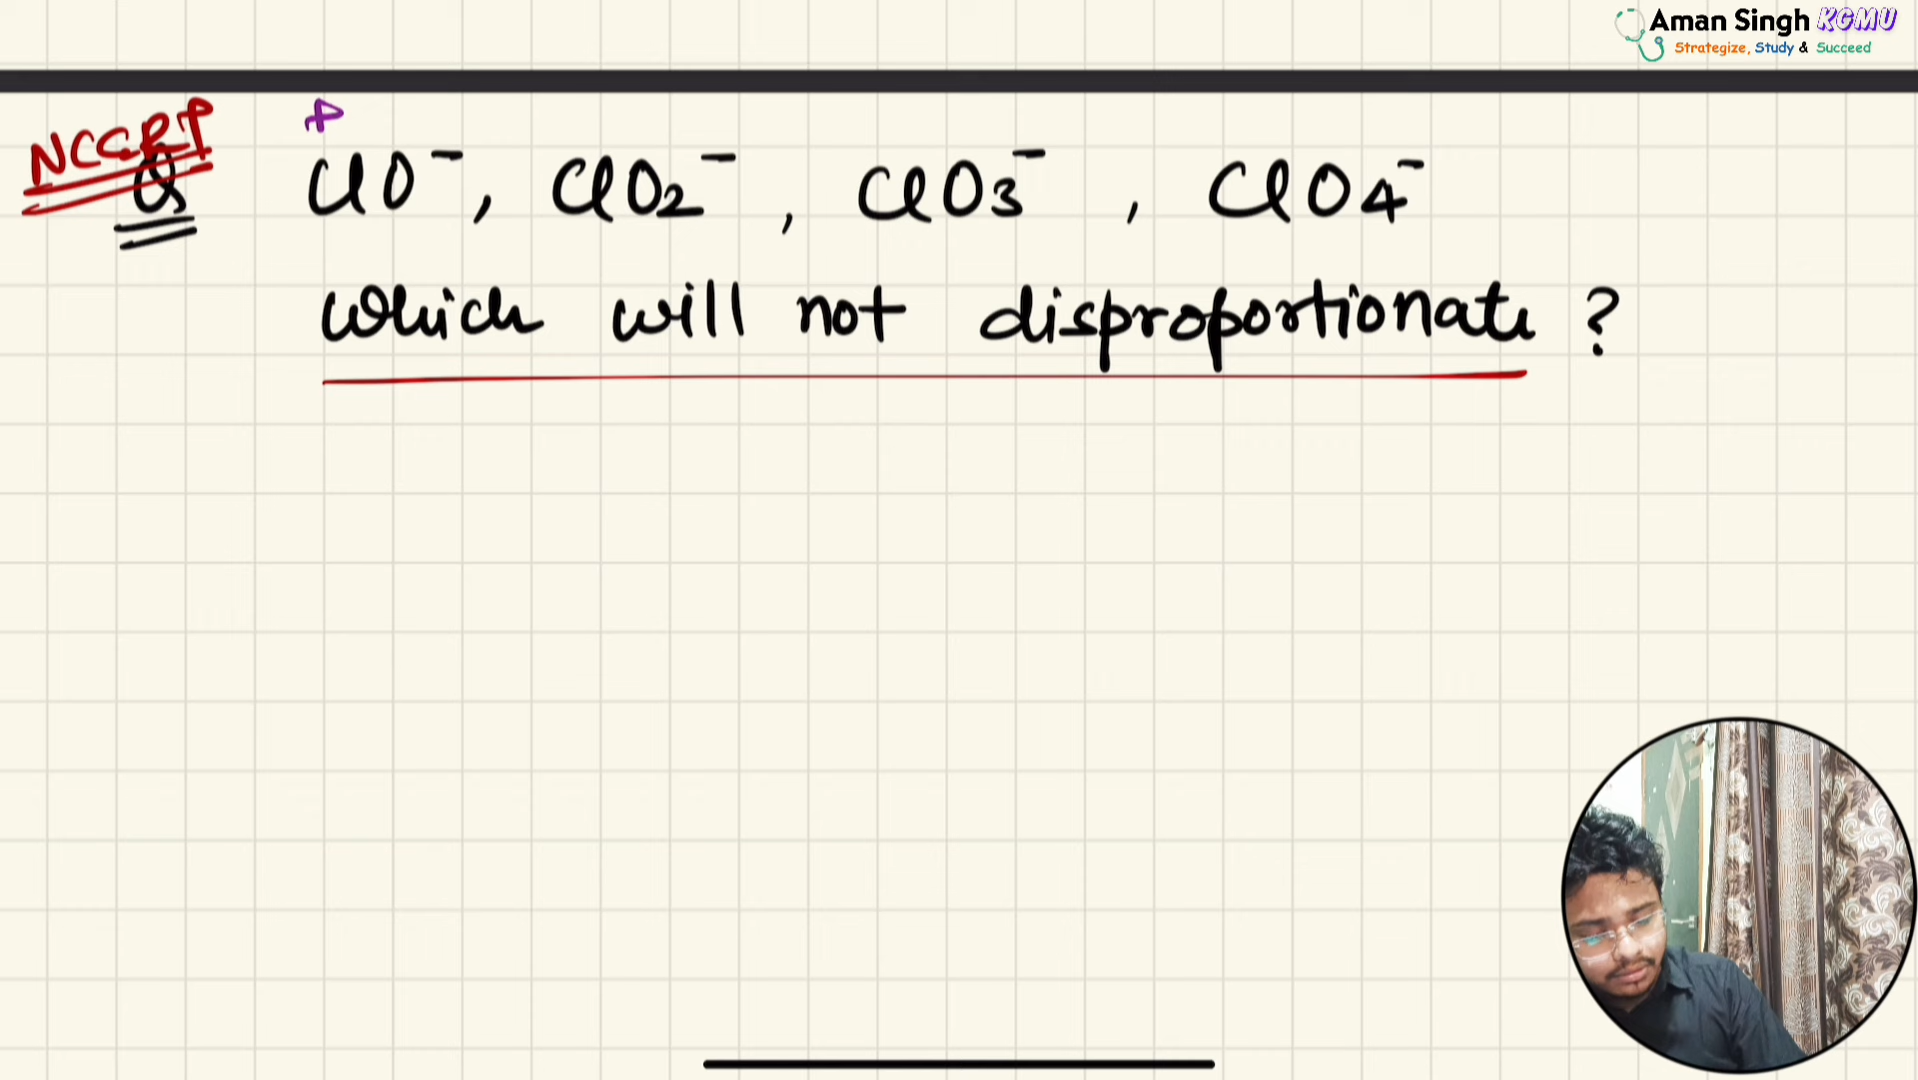 Aman Singh KGMU
Strategize, Study & Succeed
NCERT
Q ClO⁻, ClO₂⁻, ClO₃⁻, ClO₄⁻
which will not disproportionate ?